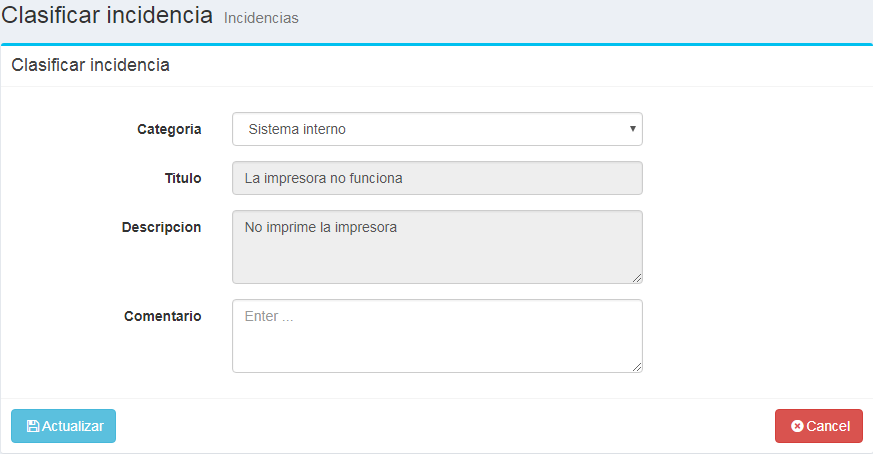 Clasificar incidencia Incidencias
Clasificar incidencia
Categoria Sistema interno
Titulo La impresora no funciona
Descripcion No imprime la impresora
Comentario Enter ...
Actualizar Cancel